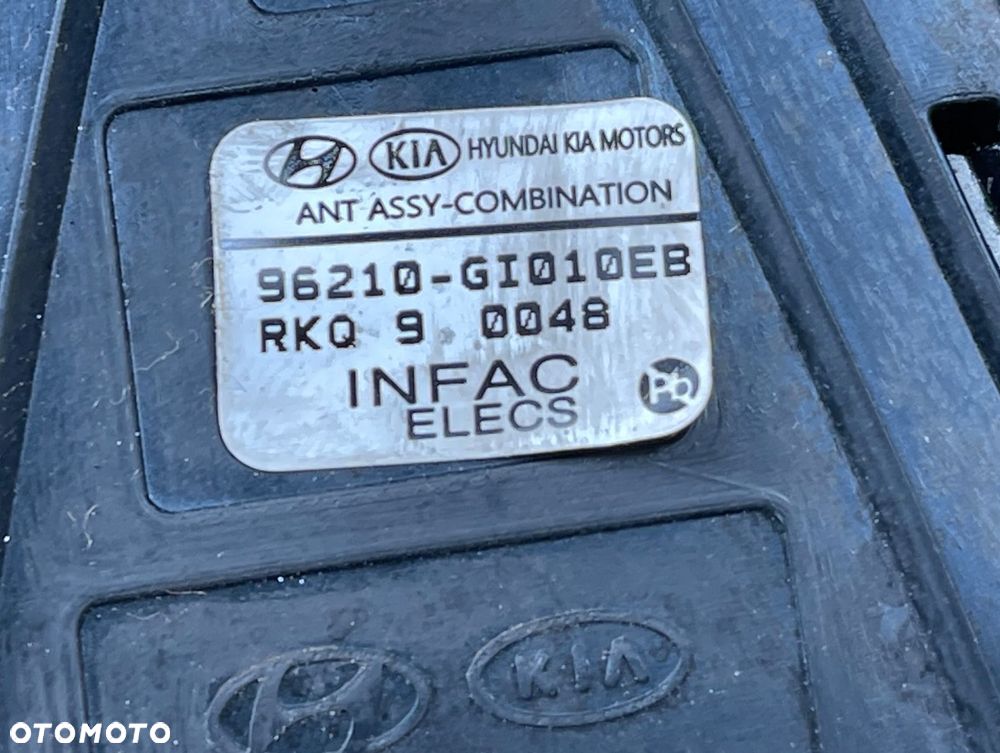 KIA HYUNDAI KIA MOTORS
ANT ASSY-COMBINATION
96210-GI010EB
RKQ 9 0048
INFAC
ELECS
Pb
KIA
OTOMOTO